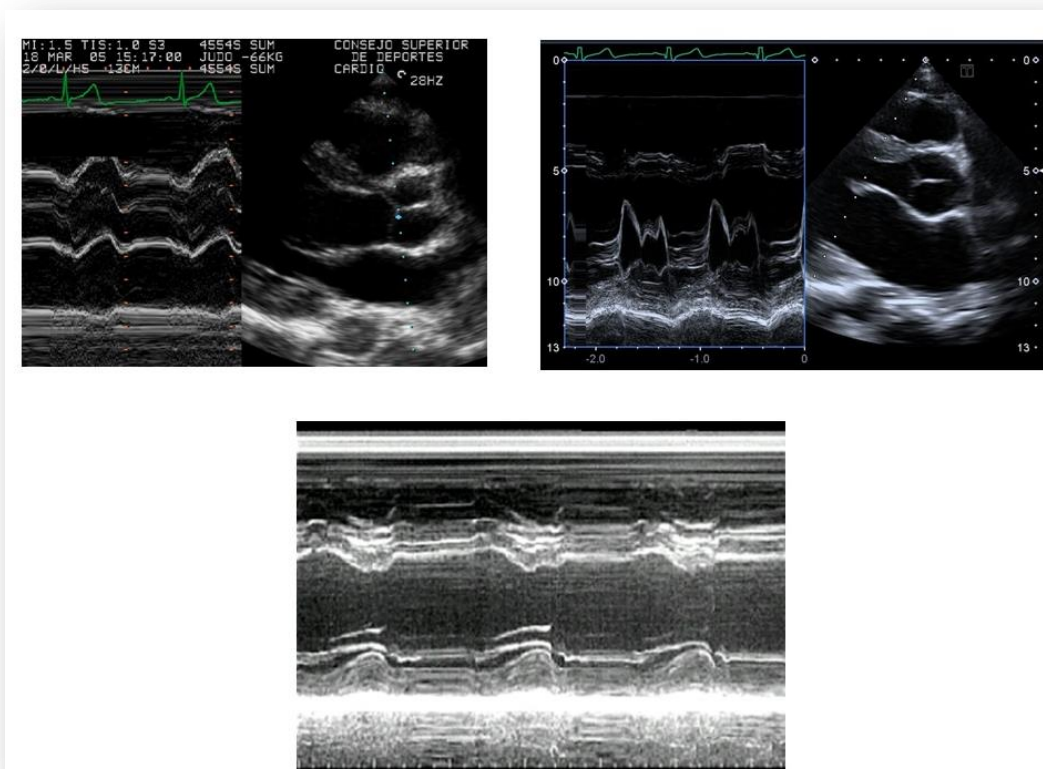 MI:1.5 TIS:1.0 S3 4554S SUM CONSEJO SUPERIOR
18 MAR 05 15:17:00 JUDO -66KG DE DEPORTES
2/0/L/H5 13CM 4554S SUM CARDIO
28HZ
0
5
10
13
-2.0 -1.0 0
0
5
10
13